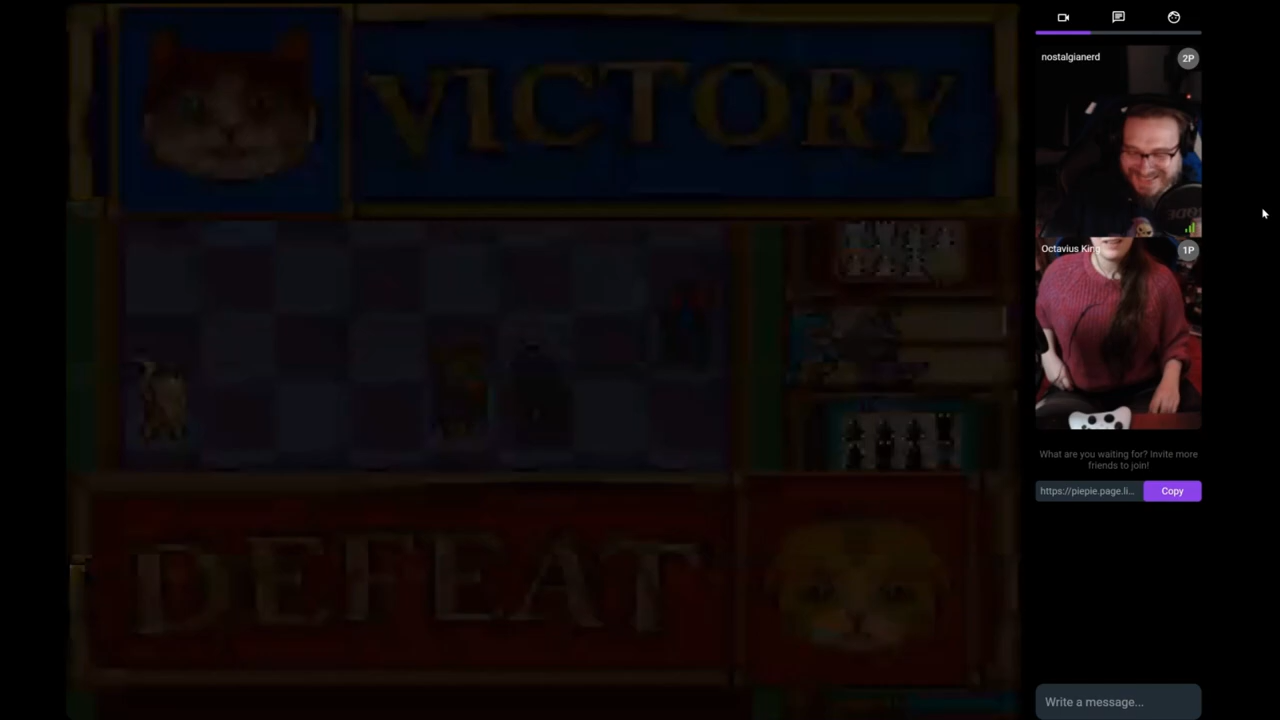 VICTORY
DEFEAT
nostalgianerd
2P
Octavius King
1P
What are you waiting for? Invite more
friends to join!
https://piepie.page.li...
Copy
Write a message...